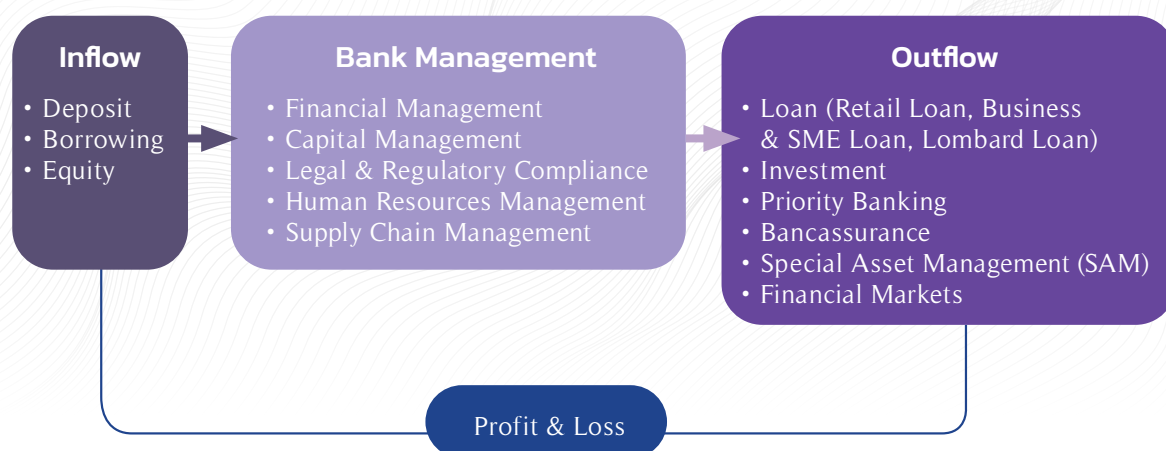 Inflow
• Deposit
• Borrowing
• Equity
Bank Management
• Financial Management
• Capital Management
• Legal & Regulatory Compliance
• Human Resources Management
• Supply Chain Management
Outflow
• Loan (Retail Loan, Business
& SME Loan, Lombard Loan)
• Investment
• Priority Banking
• Bancassurance
• Special Asset Management (SAM)
• Financial Markets
Profit & Loss